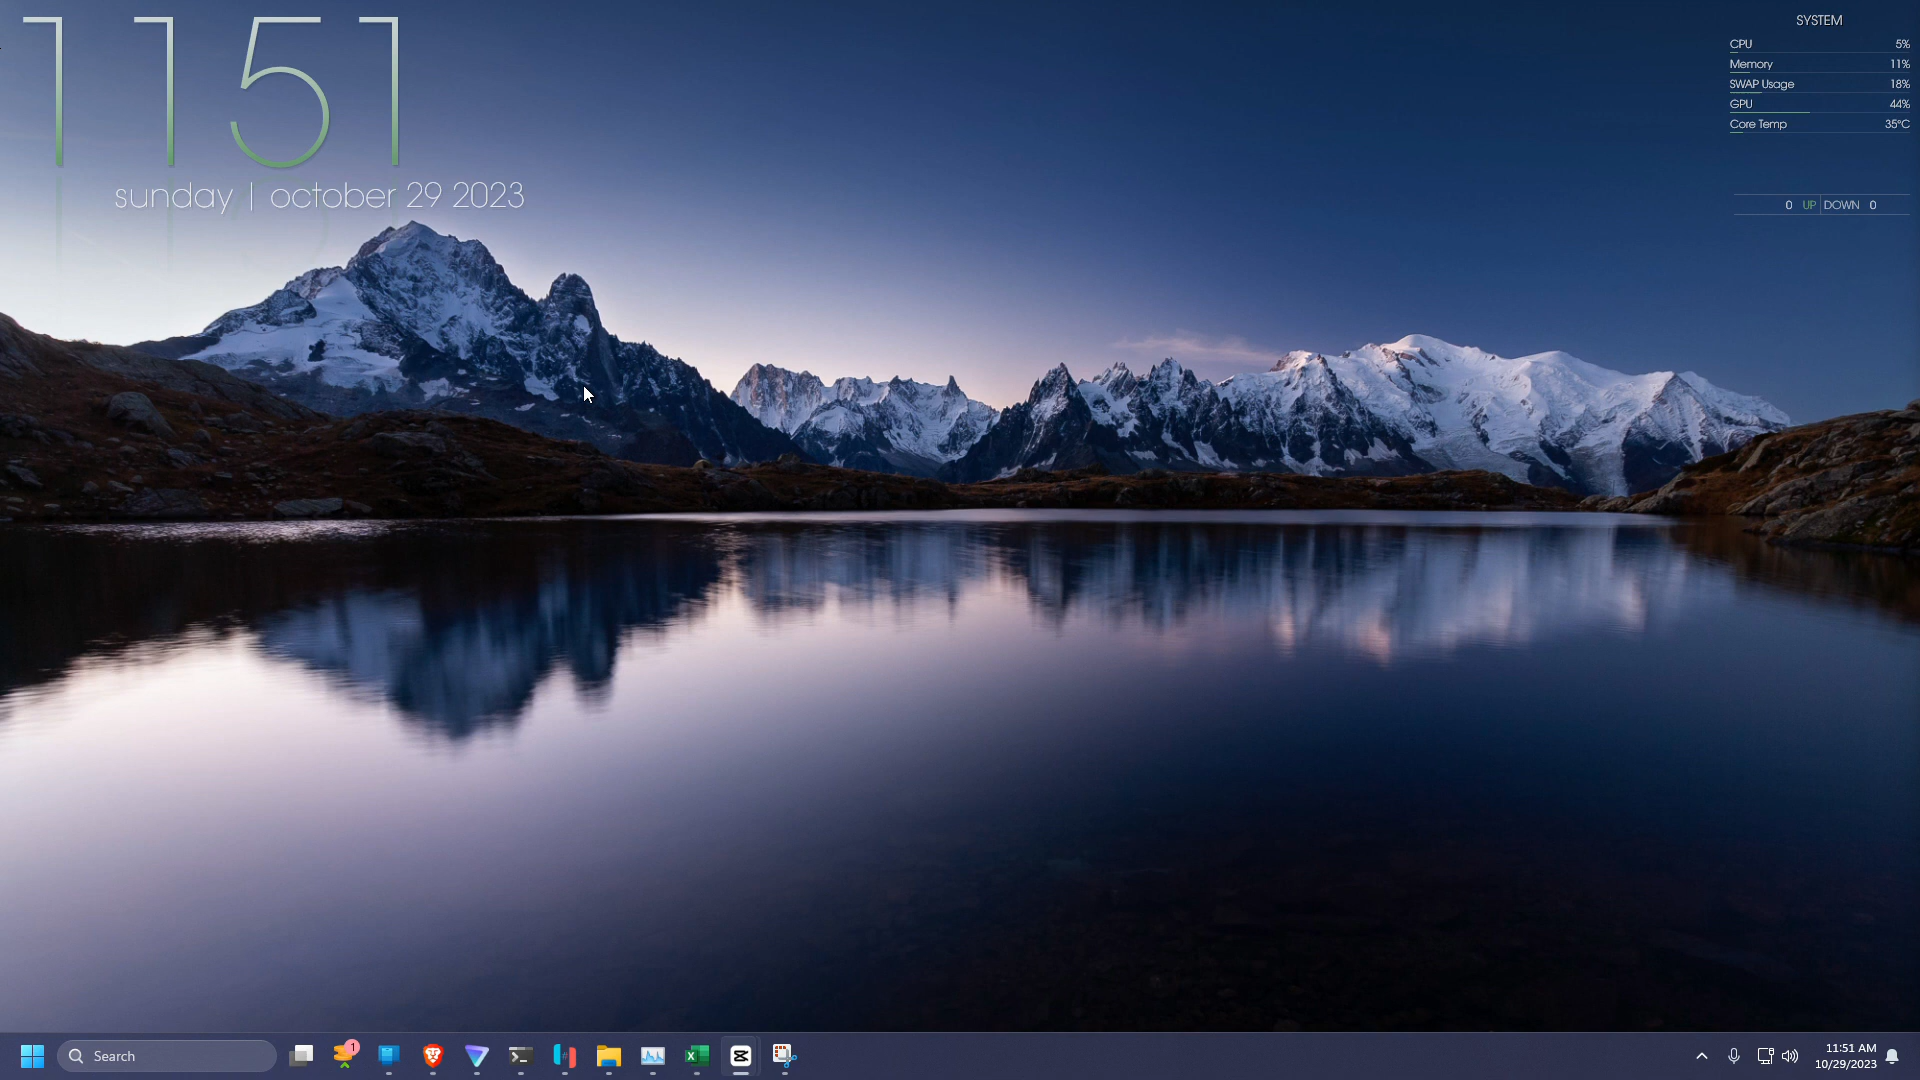 1151
sunday | october 29 2023
SYSTEM
CPU 5%
Memory 11%
SWAP Usage 18%
GPU 44%
Core Temp 35°C
0 UP | DOWN 0
Search
1
11:51 AM
10/29/2023